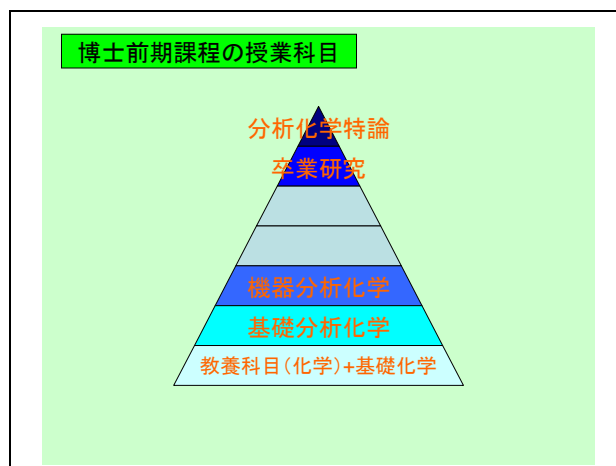 博士前期課程の授業科目
分析化学特論
卒業研究
機器分析化学
基礎分析化学
教養科目(化学)+基礎化学